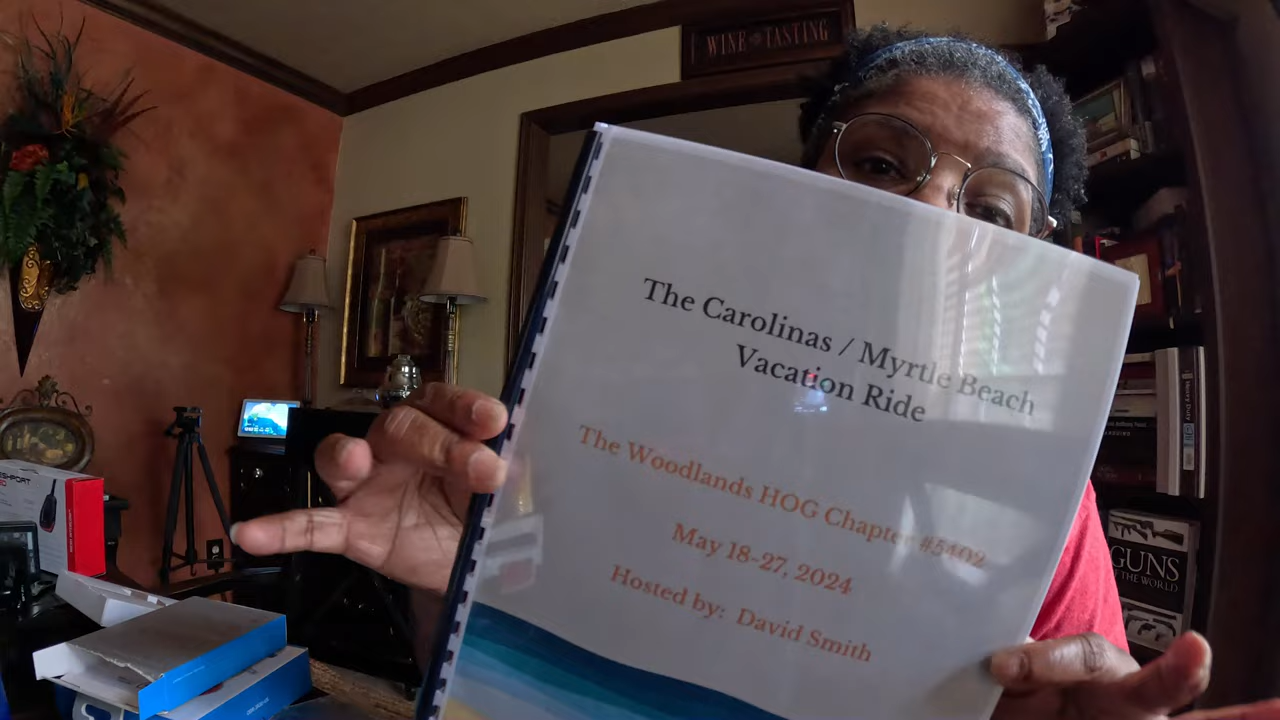 WINE TASTING
The Carolinas / Myrtle Beach
Vacation Ride
The Woodlands HOG Chapter #5402
May 18-27, 2024
Hosted by: David Smith
GUNS
OF THE WORLD